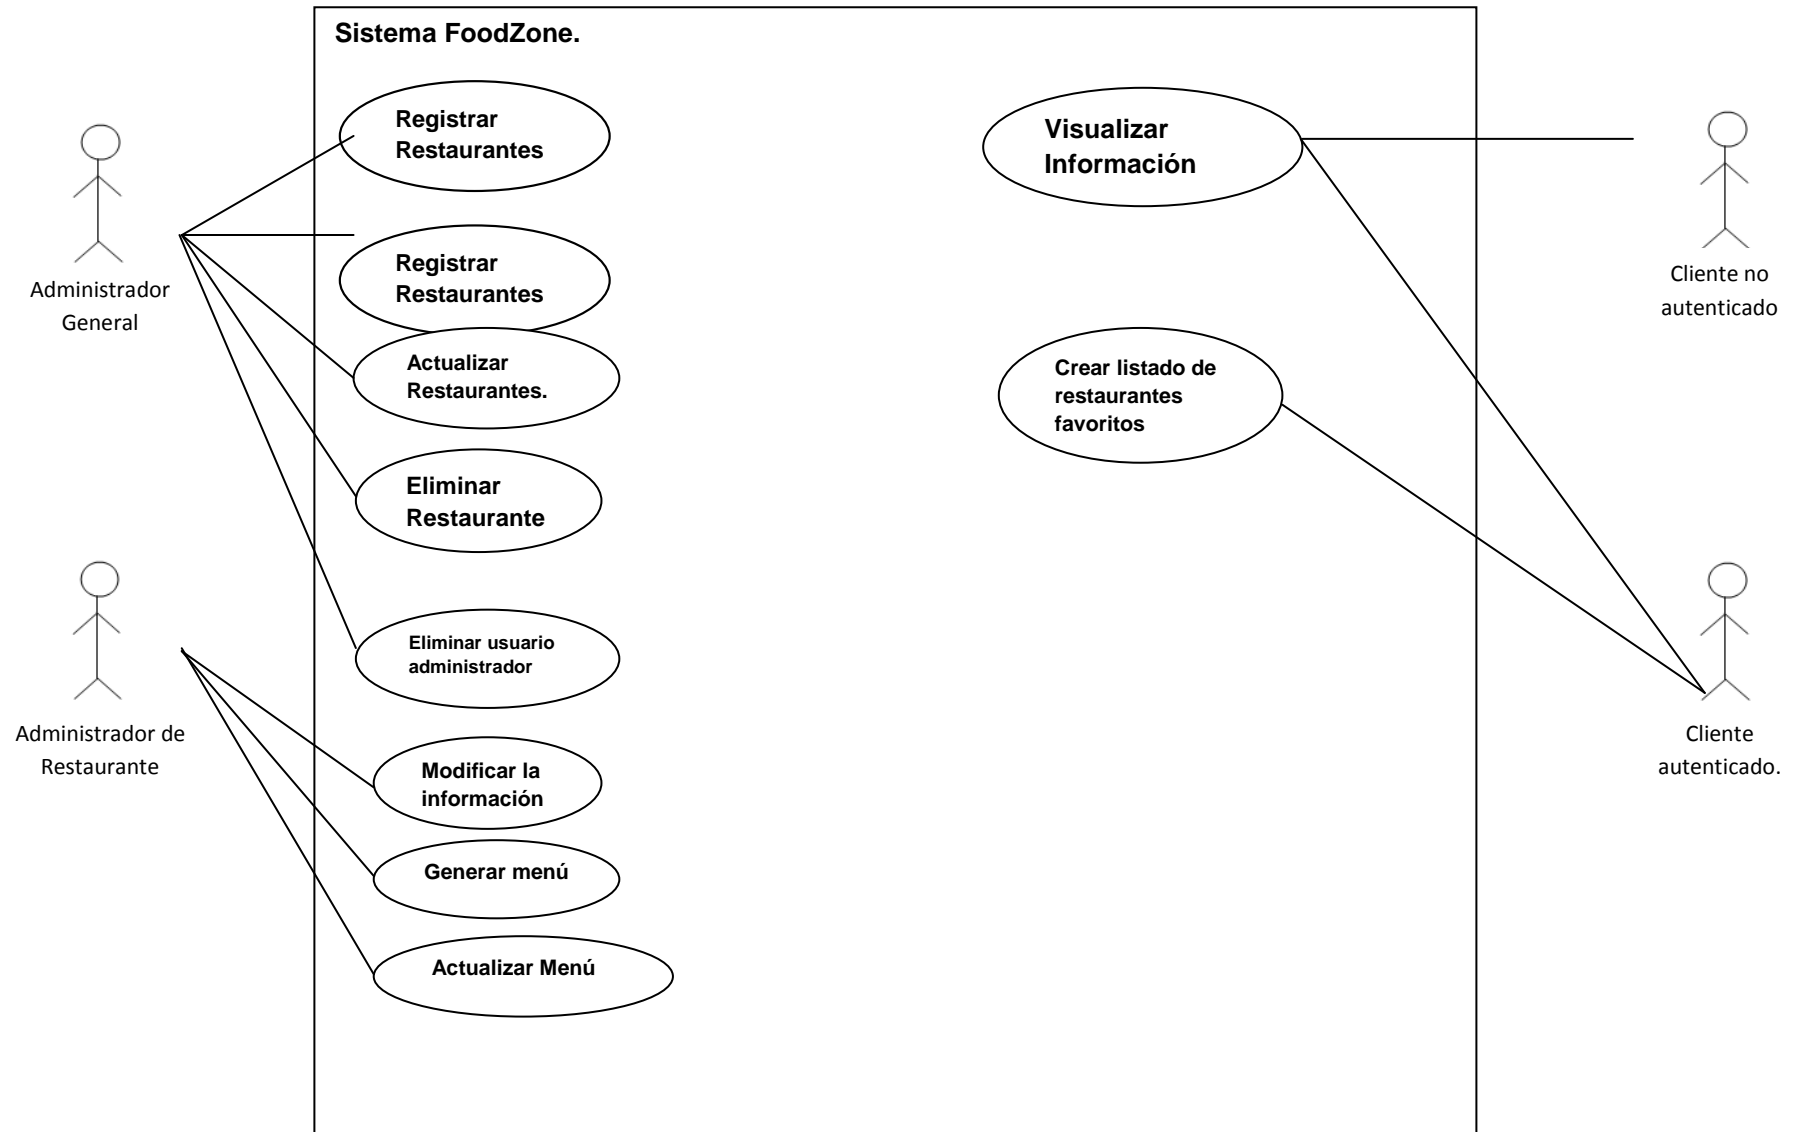 Sistema FoodZone.
Registrar
Restaurantes
Registrar
Restaurantes
Actualizar
Restaurantes.
Eliminar
Restaurante
Eliminar usuario
administrador
Modificar la
información
Generar menú
Actualizar Menú
Visualizar
Información
Crear listado de
restaurantes
favoritos
Administrador
General
Administrador de
Restaurante
Cliente no
autenticado
Cliente
autenticado.